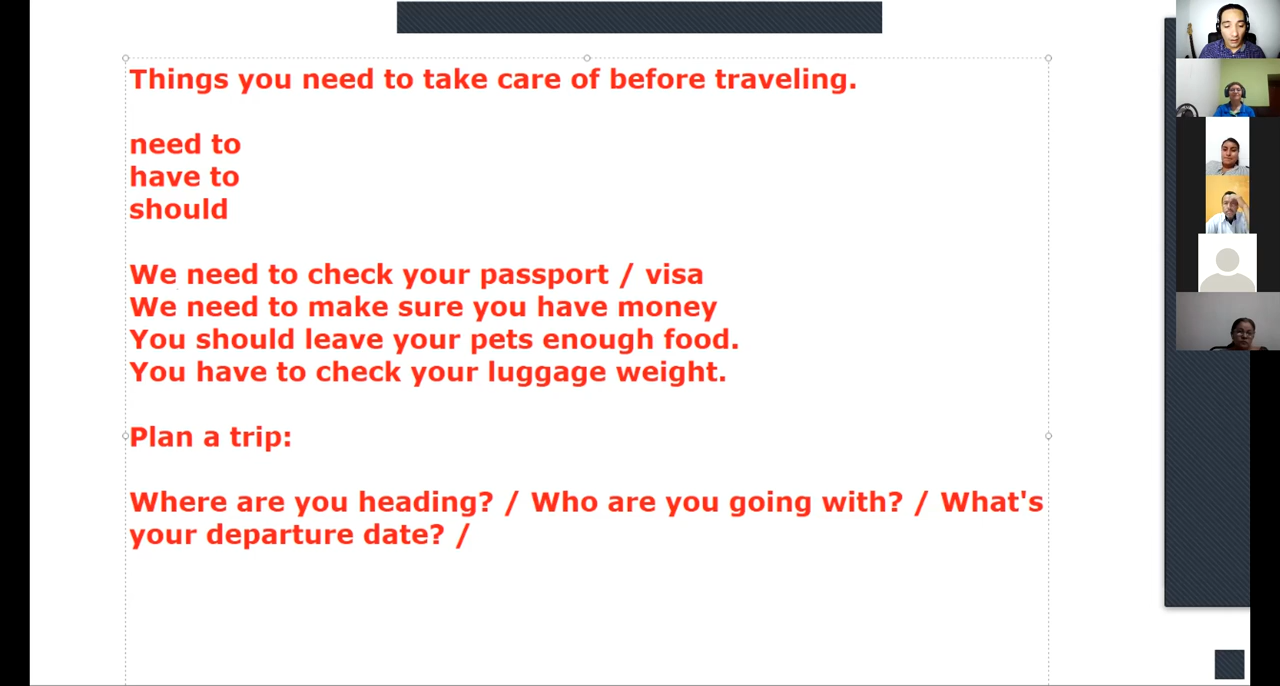 Things you need to take care of before traveling.
need to
have to
should
We need to check your passport / visa
We need to make sure you have money
You should leave your pets enough food.
You have to check your luggage weight.
Plan a trip:
Where are you heading? / Who are you going with? / What's
your departure date? /